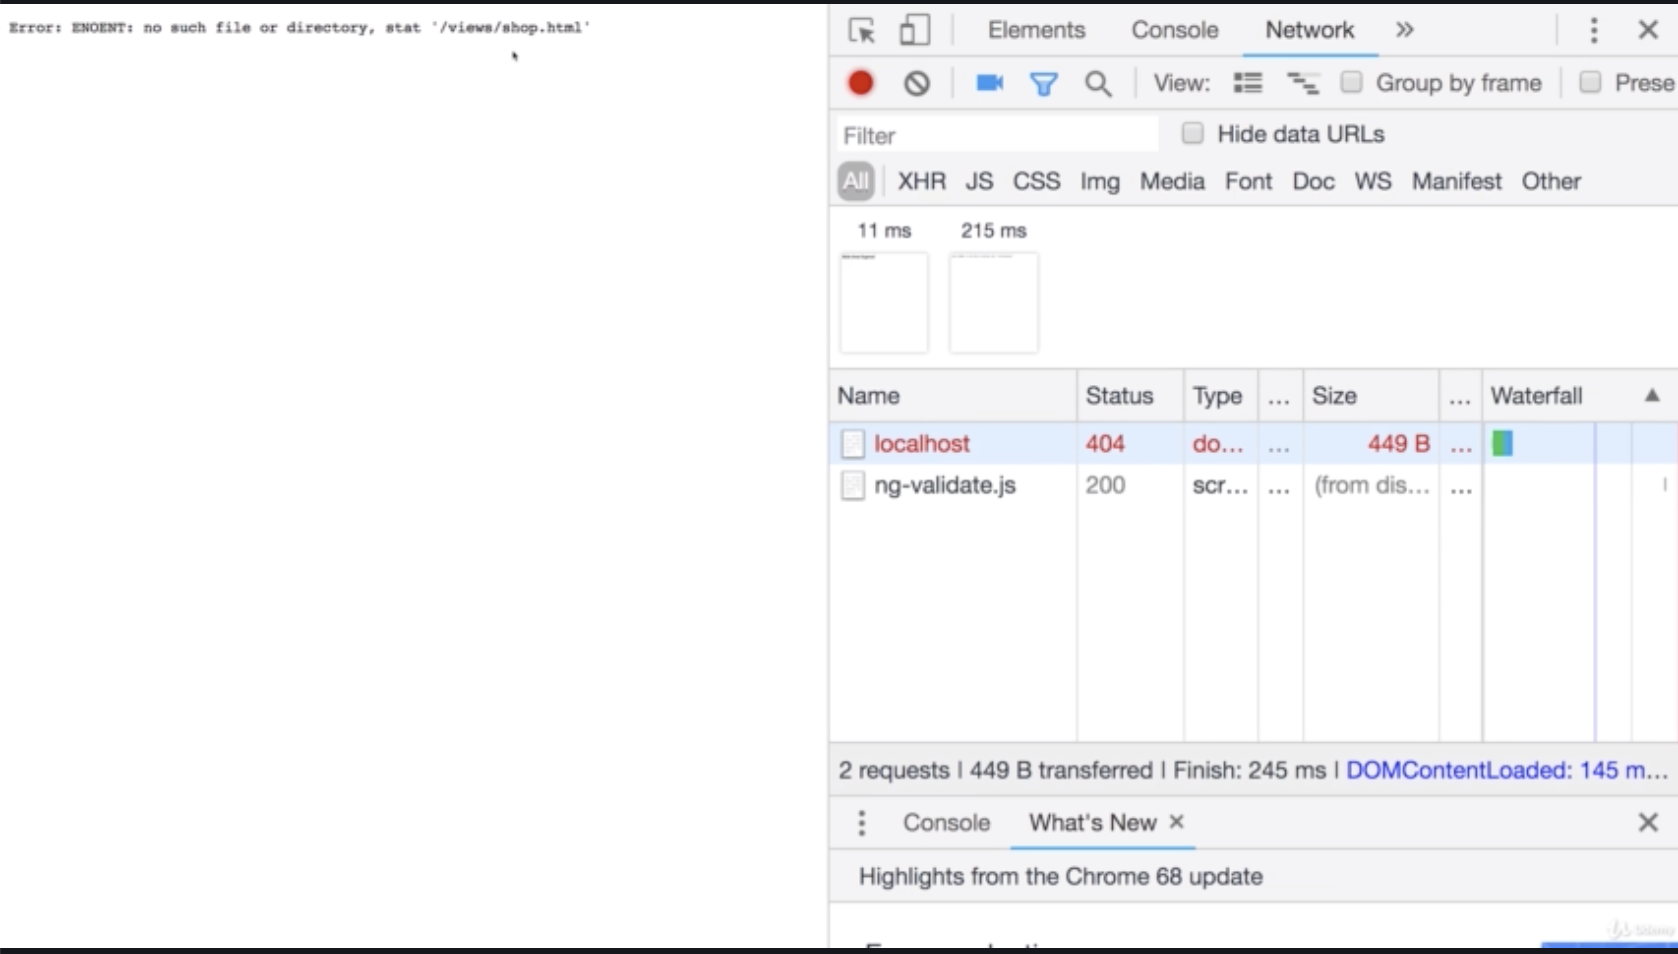 Error: ENOENT: no such file or directory, stat '/views/shop.html'
Elements Console Network »
View: Group by frame Prese
Filter Hide data URLs
All XHR JS CSS Img Media Font Doc WS Manifest Other
11 ms 215 ms
Name Status Type ... Size ... Waterfall ▲
localhost 404 do... ... 449 B ...
ng-validate.js 200 scr... ... (from dis... ...
2 requests | 449 B transferred | Finish: 245 ms | DOMContentLoaded: 145 m...
Console What's New ×
Highlights from the Chrome 68 update
Udemy